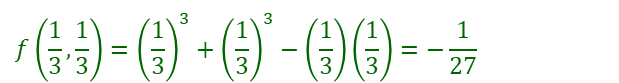 f(1/3, 1/3) = (1/3)³ + (1/3)³ − (1/3)(1/3) = − 1/27